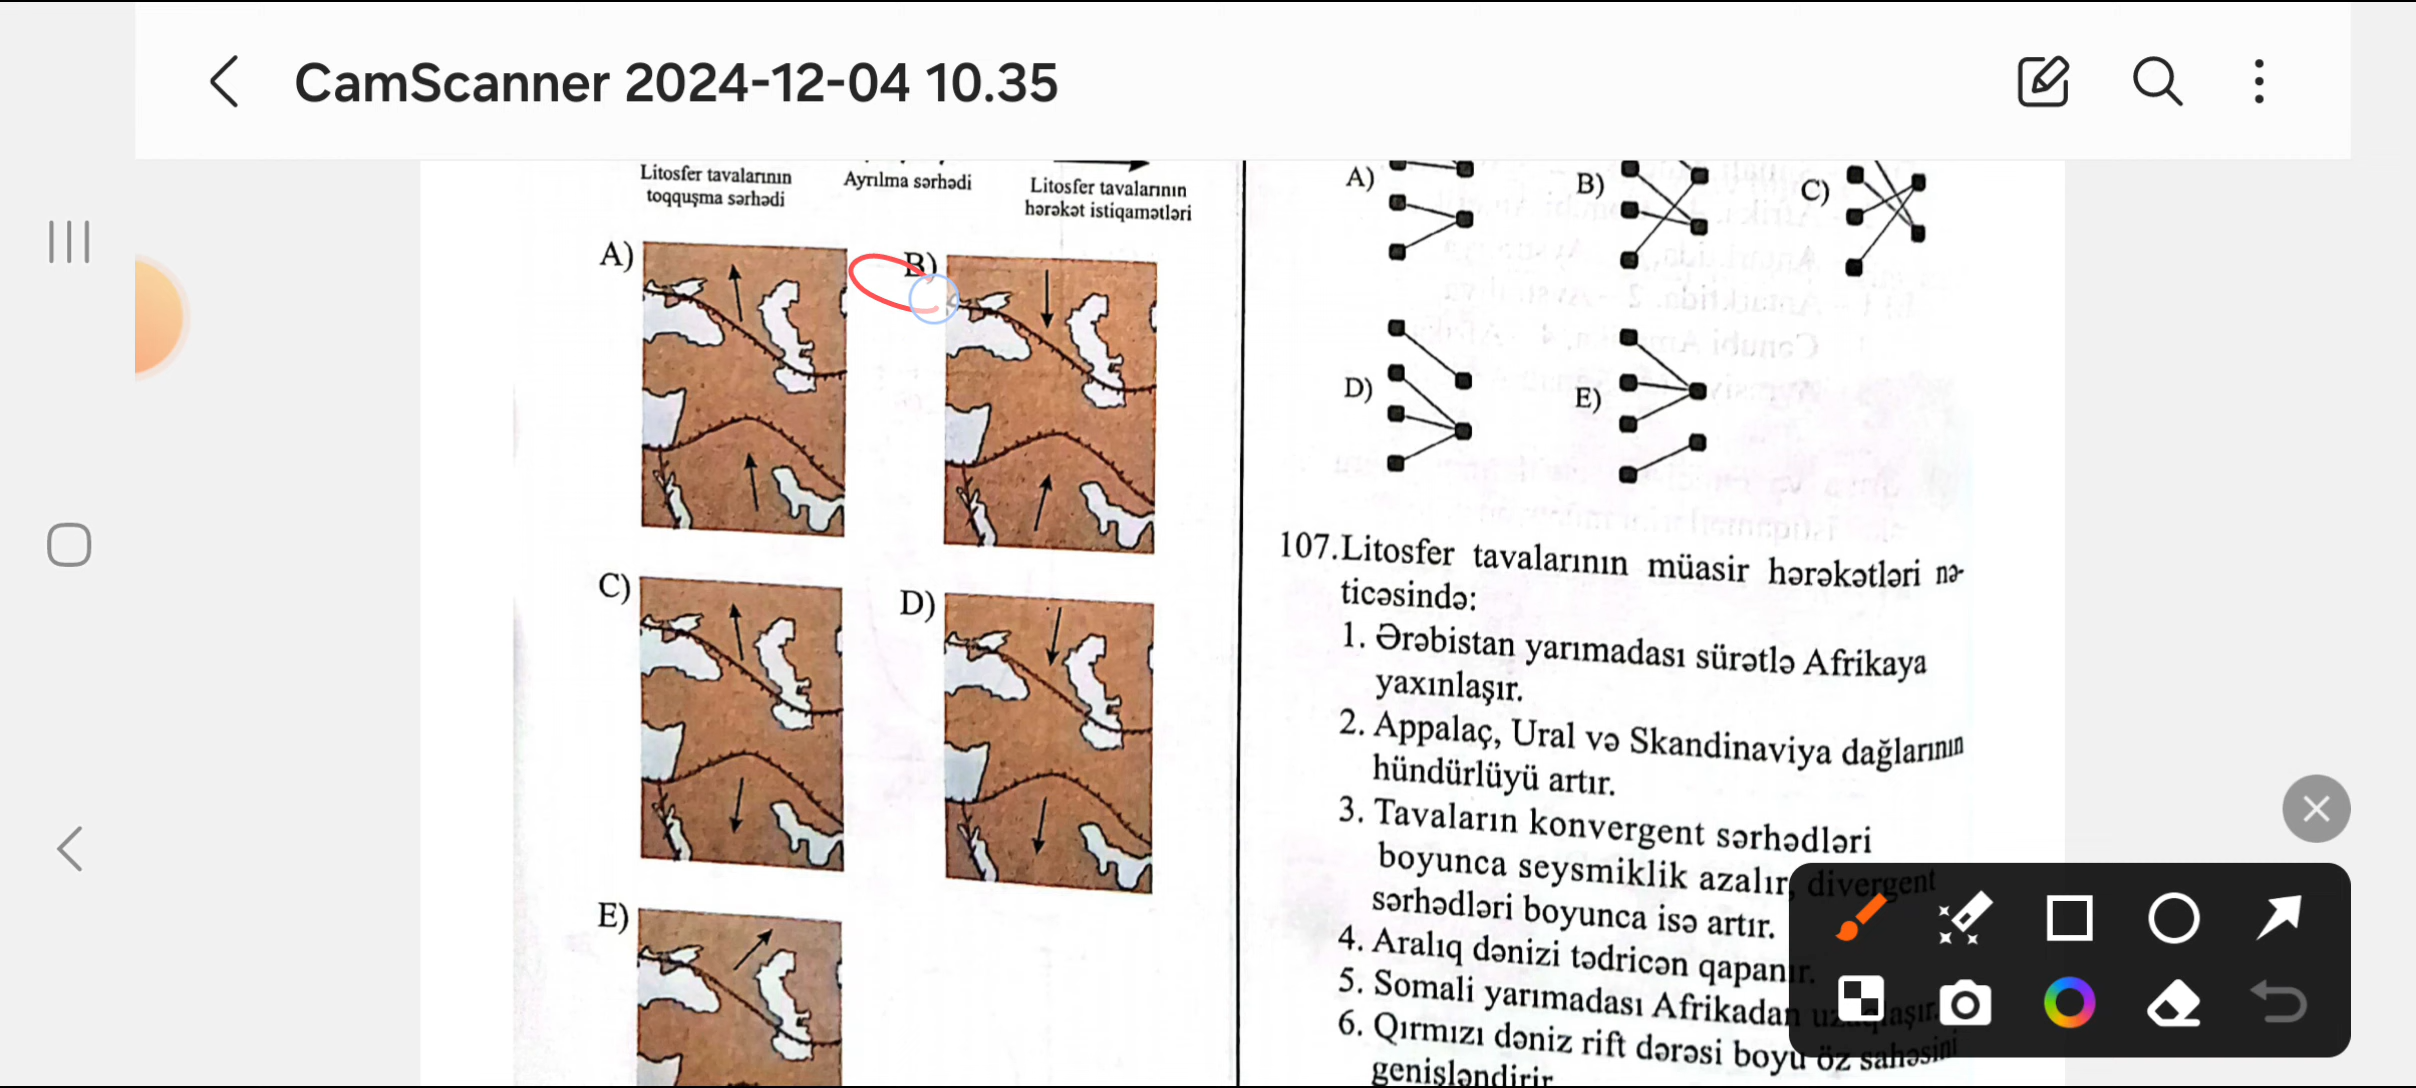 CamScanner 2024-12-04 10.35
Litosfer tavalarının
toqquşma sərhədi
Ayrılma sərhədi
Litosfer tavalarının
hərəkət istiqamətləri
A)
B)
C)
D)
E)
A)
B)
C)
D)
E)
107.Litosfer tavalarının müasir hərəkətləri nə-
ticəsində:
1. Ərəbistan yarımadası sürətlə Afrikaya
yaxınlaşır.
2. Appalaç, Ural və Skandinaviya dağlarının
hündürlüyü artır.
3. Tavaların konvergent sərhədləri
boyunca seysmiklik azalır, divergent
sərhədləri boyunca isə artır.
4. Aralıq dənizi tədricən qapanır.
5. Somali yarımadası Afrikadan uzaqlaşır.
6. Qırmızı dəniz rift dərəsi boyu öz sahəsini
genişləndirir